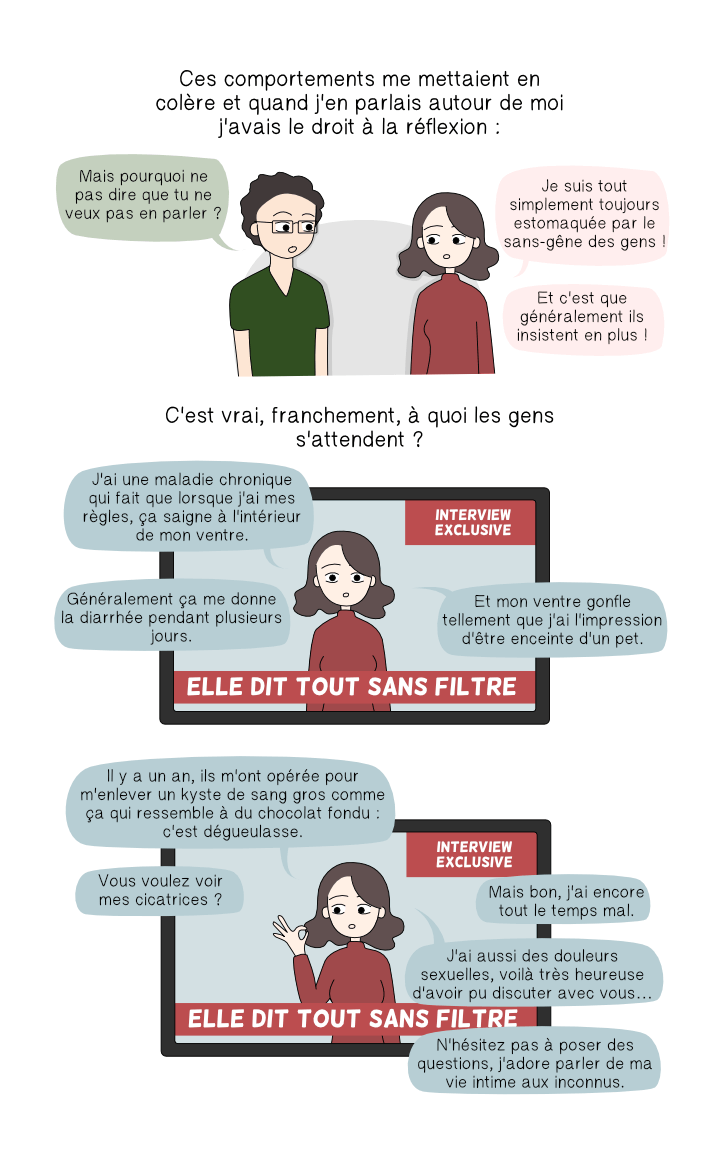 Ces comportements me mettaient en
colère et quand j'en parlais autour de moi
j'avais le droit à la réflexion :
Mais pourquoi ne
pas dire que tu ne
veux pas en parler ?
Je suis tout
simplement toujours
estomaquée par le
sans-gêne des gens !
Et c'est que
généralement ils
insistent en plus !
C'est vrai, franchement, à quoi les gens
s'attendent ?
J'ai une maladie chronique
qui fait que lorsque j'ai mes
règles, ça saigne à l'intérieur
de mon ventre.
INTERVIEW
EXCLUSIVE
Généralement ça me donne
la diarrhée pendant plusieurs
jours.
Et mon ventre gonfle
tellement que j'ai l'impression
d'être enceinte d'un pet.
ELLE DIT TOUT SANS FILTRE
Il y a un an, ils m'ont opérée pour
m'enlever un kyste de sang gros comme
ça qui ressemble à du chocolat fondu :
c'est dégueulasse.
INTERVIEW
EXCLUSIVE
Vous voulez voir
mes cicatrices ?
Mais bon, j'ai encore
tout le temps mal.
J'ai aussi des douleurs
sexuelles, voilà très heureuse
d'avoir pu discuter avec vous...
ELLE DIT TOUT SANS FILTRE
N'hésitez pas à poser des
questions, j'adore parler de ma
vie intime aux inconnus.